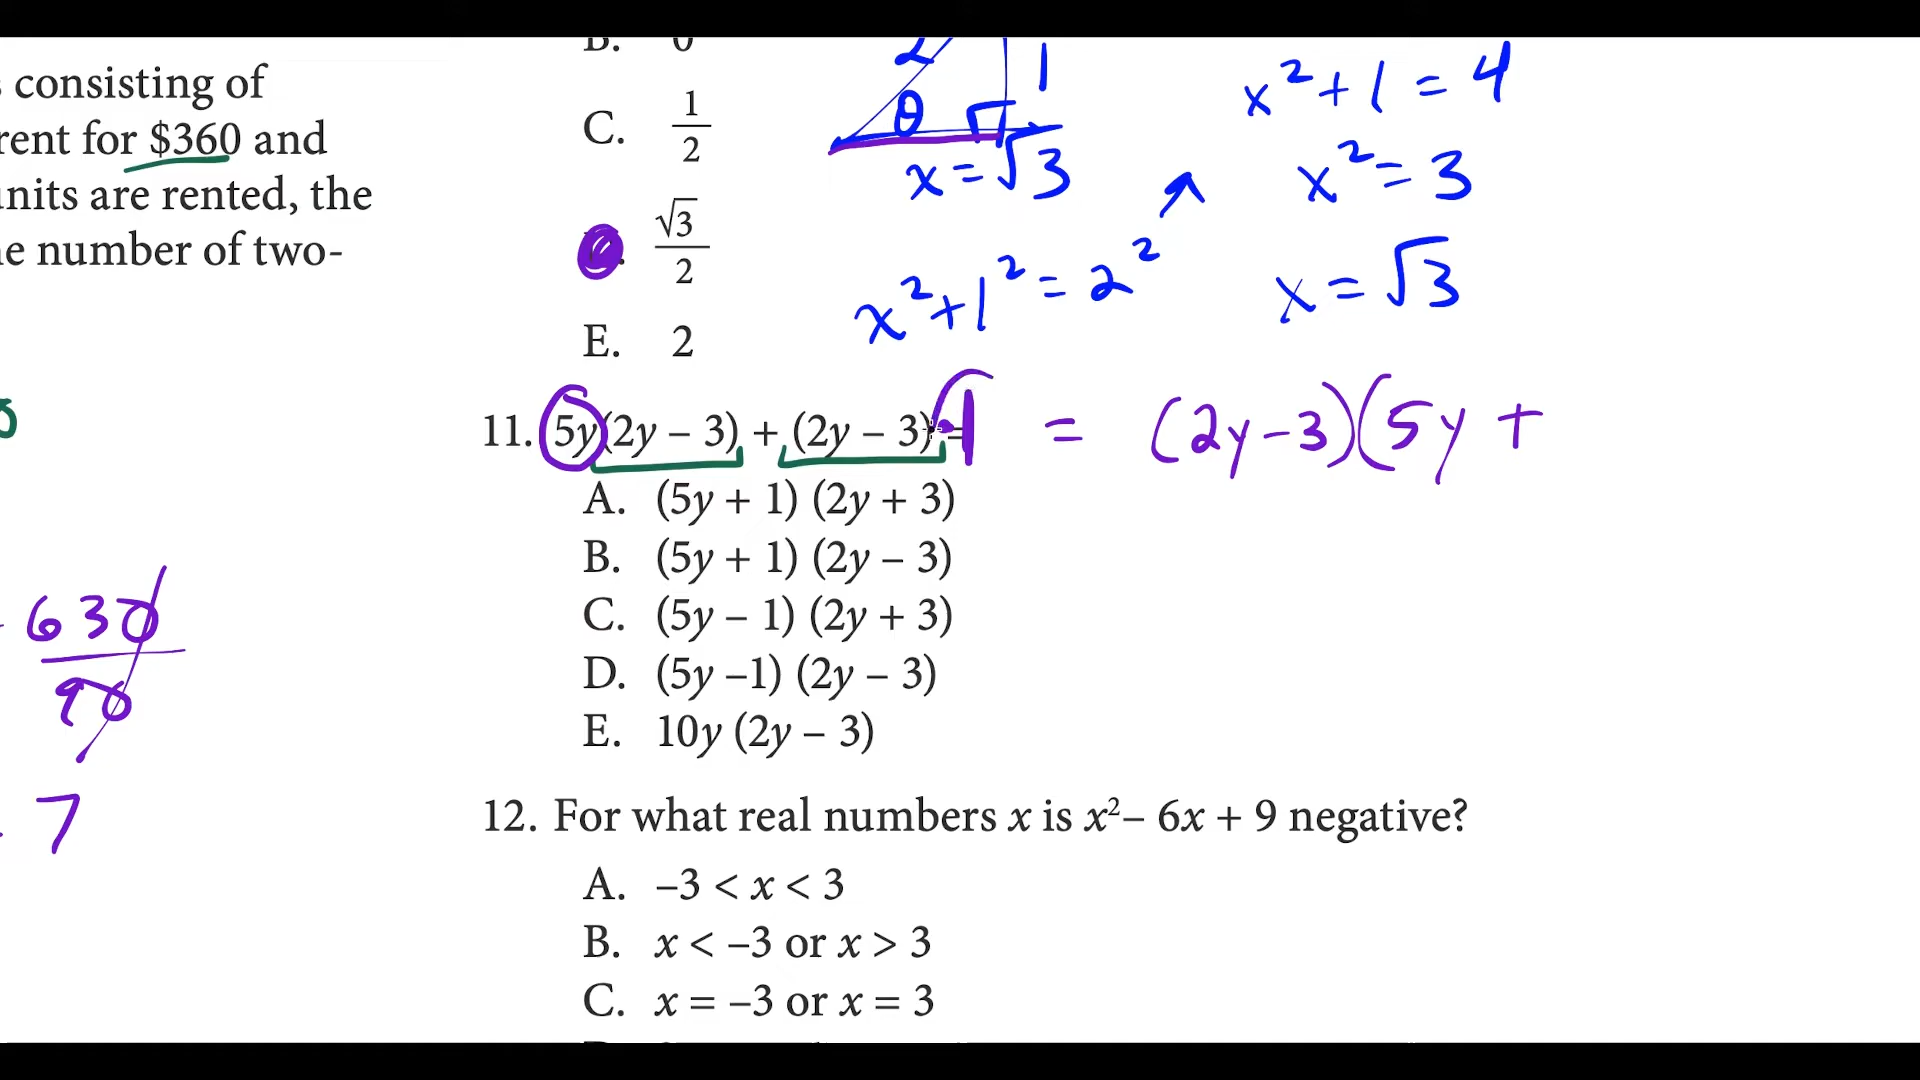 consisting of
rent for $360 and
units are rented, the
e number of two-
630
90
7
C. 1/2
√3/2
E. 2
2
1
θ
x = √3
x² + 1² = 2²
x² + 1 = 4
x² = 3
x = √3
11. 5y(2y – 3) + (2y – 3) 1 = (2y – 3)(5y +
A. (5y + 1) (2y + 3)
B. (5y + 1) (2y – 3)
C. (5y – 1) (2y + 3)
D. (5y –1) (2y – 3)
E. 10y (2y – 3)
12. For what real numbers x is x²– 6x + 9 negative?
A. –3 < x < 3
B. x < –3 or x > 3
C. x = –3 or x = 3